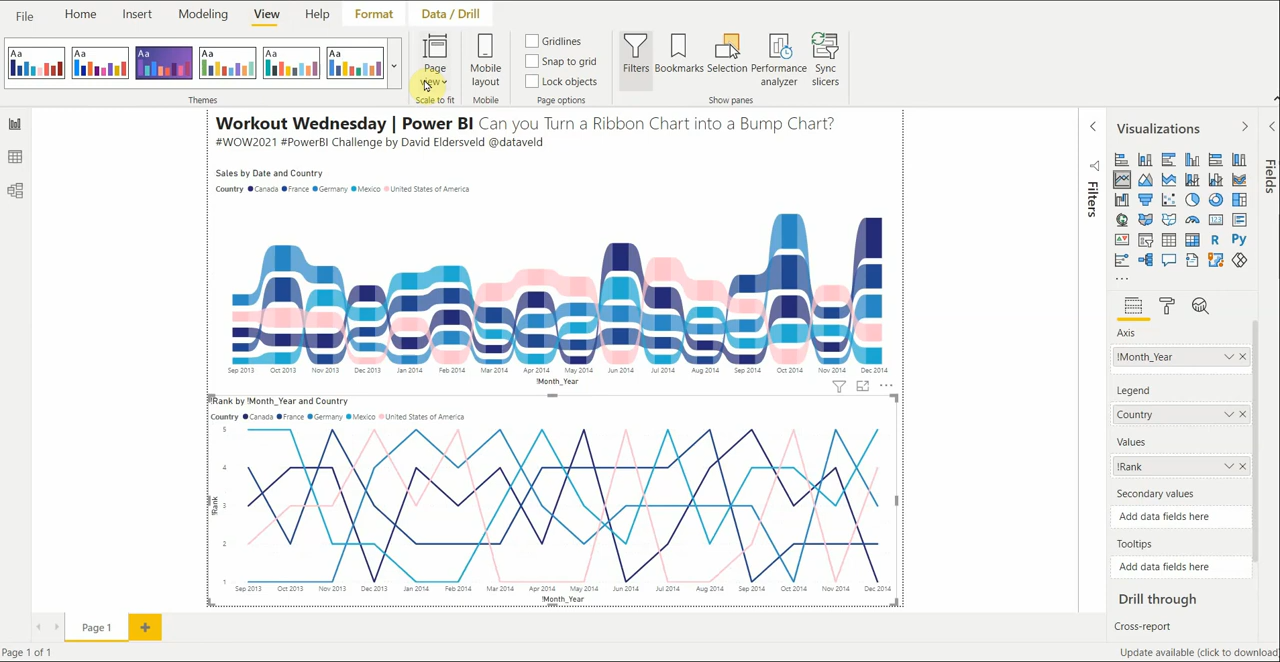 File Home Insert Modeling View Help Format Data / Drill
Aa Aa Aa Aa Aa Aa
Page view
Mobile layout
Gridlines
Snap to grid
Lock objects
Filters
Bookmarks
Selection
Performance analyzer
Sync slicers
Themes Scale to fit Mobile Page options Show panes
Workout Wednesday | Power BI Can you Turn a Ribbon Chart into a Bump Chart?
#WOW2021 #PowerBI Challenge by David Eldersveld @dataveld
Sales by Date and Country
Country Canada France Germany Mexico United States of America
Sep 2013 Oct 2013 Nov 2013 Dec 2013 Jan 2014 Feb 2014 Mar 2014 Apr 2014 May 2014 Jun 2014 Jul 2014 Aug 2014 Sep 2014 Oct 2014 Nov 2014 Dec 2014
!Month_Year
!Rank by !Month_Year and Country
Country Canada France Germany Mexico United States of America
5
4
3
2
1
!Rank
Sep 2013 Oct 2013 Nov 2013 Dec 2013 Jan 2014 Feb 2014 Mar 2014 Apr 2014 May 2014 Jun 2014 Jul 2014 Aug 2014 Sep 2014 Oct 2014 Nov 2014 Dec 2014
!Month_Year
Filters
Visualizations
Fields
R Py
123
...
Axis
!Month_Year
Legend
Country
Values
!Rank
Secondary values
Add data fields here
Tooltips
Add data fields here
Drill through
Cross-report
Page 1
Page 1 of 1
Update available (click to download